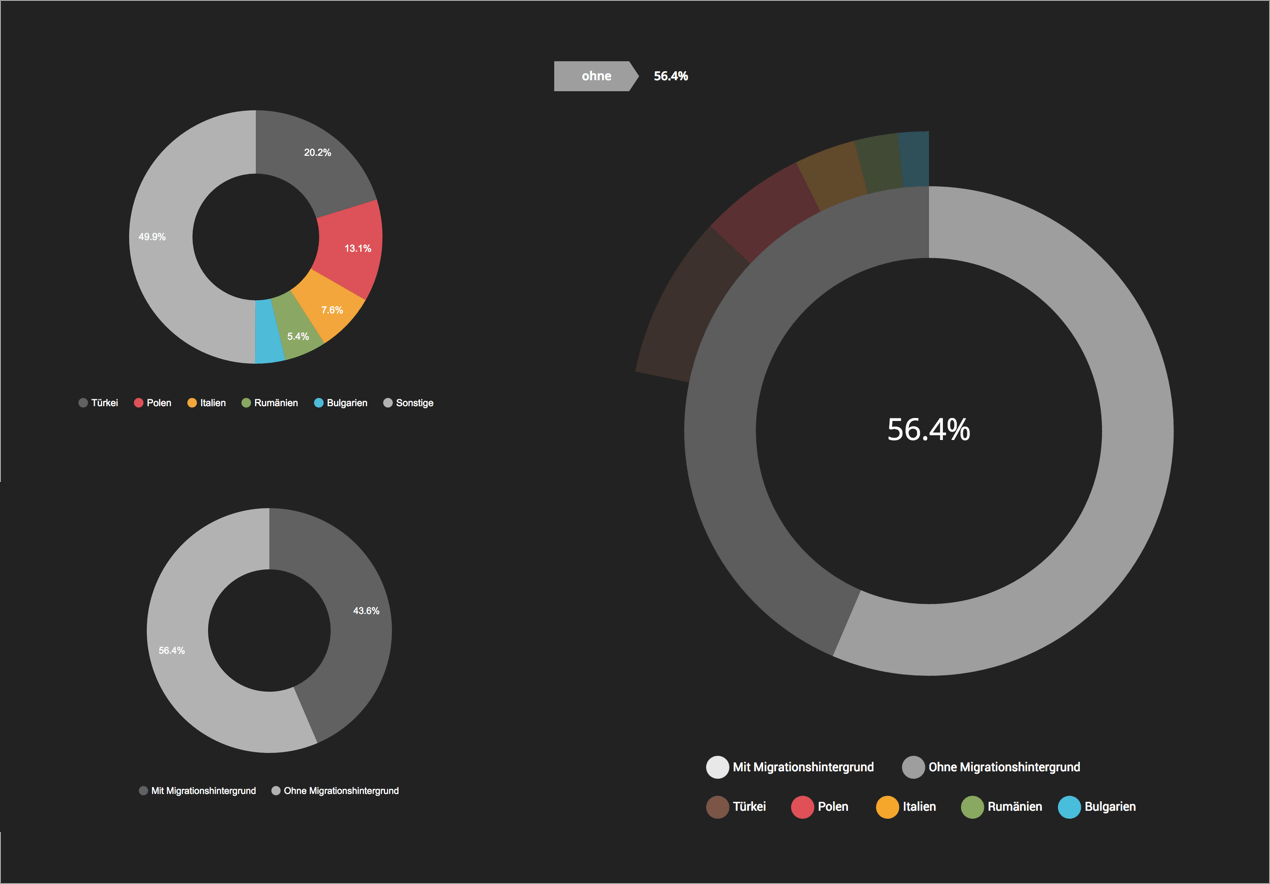 ohne 56.4%
20.2%
49.9%
13.1%
7.6%
5.4%
Türkei Polen Italien Rumänien Bulgarien Sonstige
43.6%
56.4%
Mit Migrationshintergrund Ohne Migrationshintergrund
56.4%
Mit Migrationshintergrund Ohne Migrationshintergrund
Türkei Polen Italien Rumänien Bulgarien